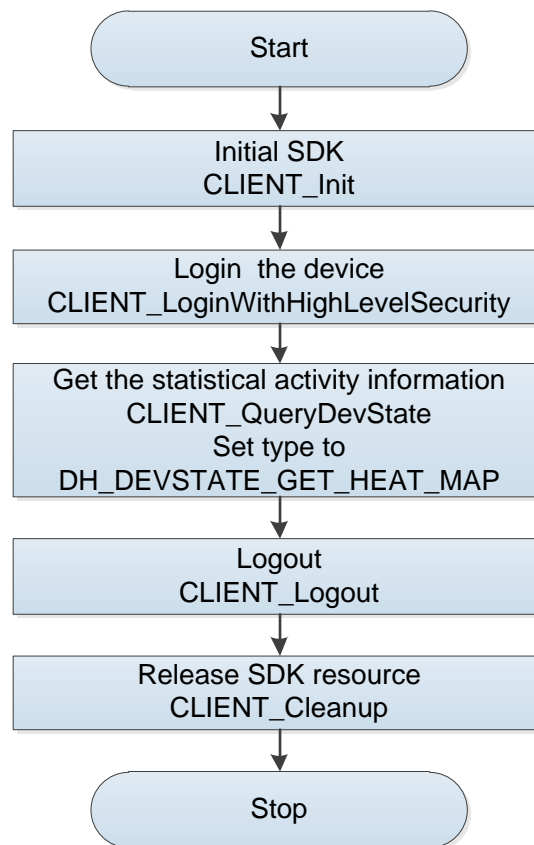 Start
Initial SDK
CLIENT_Init
Login the device
CLIENT_LoginWithHighLevelSecurity
Get the statistical activity information
CLIENT_QueryDevState
Set type to
DH_DEVSTATE_GET_HEAT_MAP
Logout
CLIENT_Logout
Release SDK resource
CLIENT_Cleanup
Stop